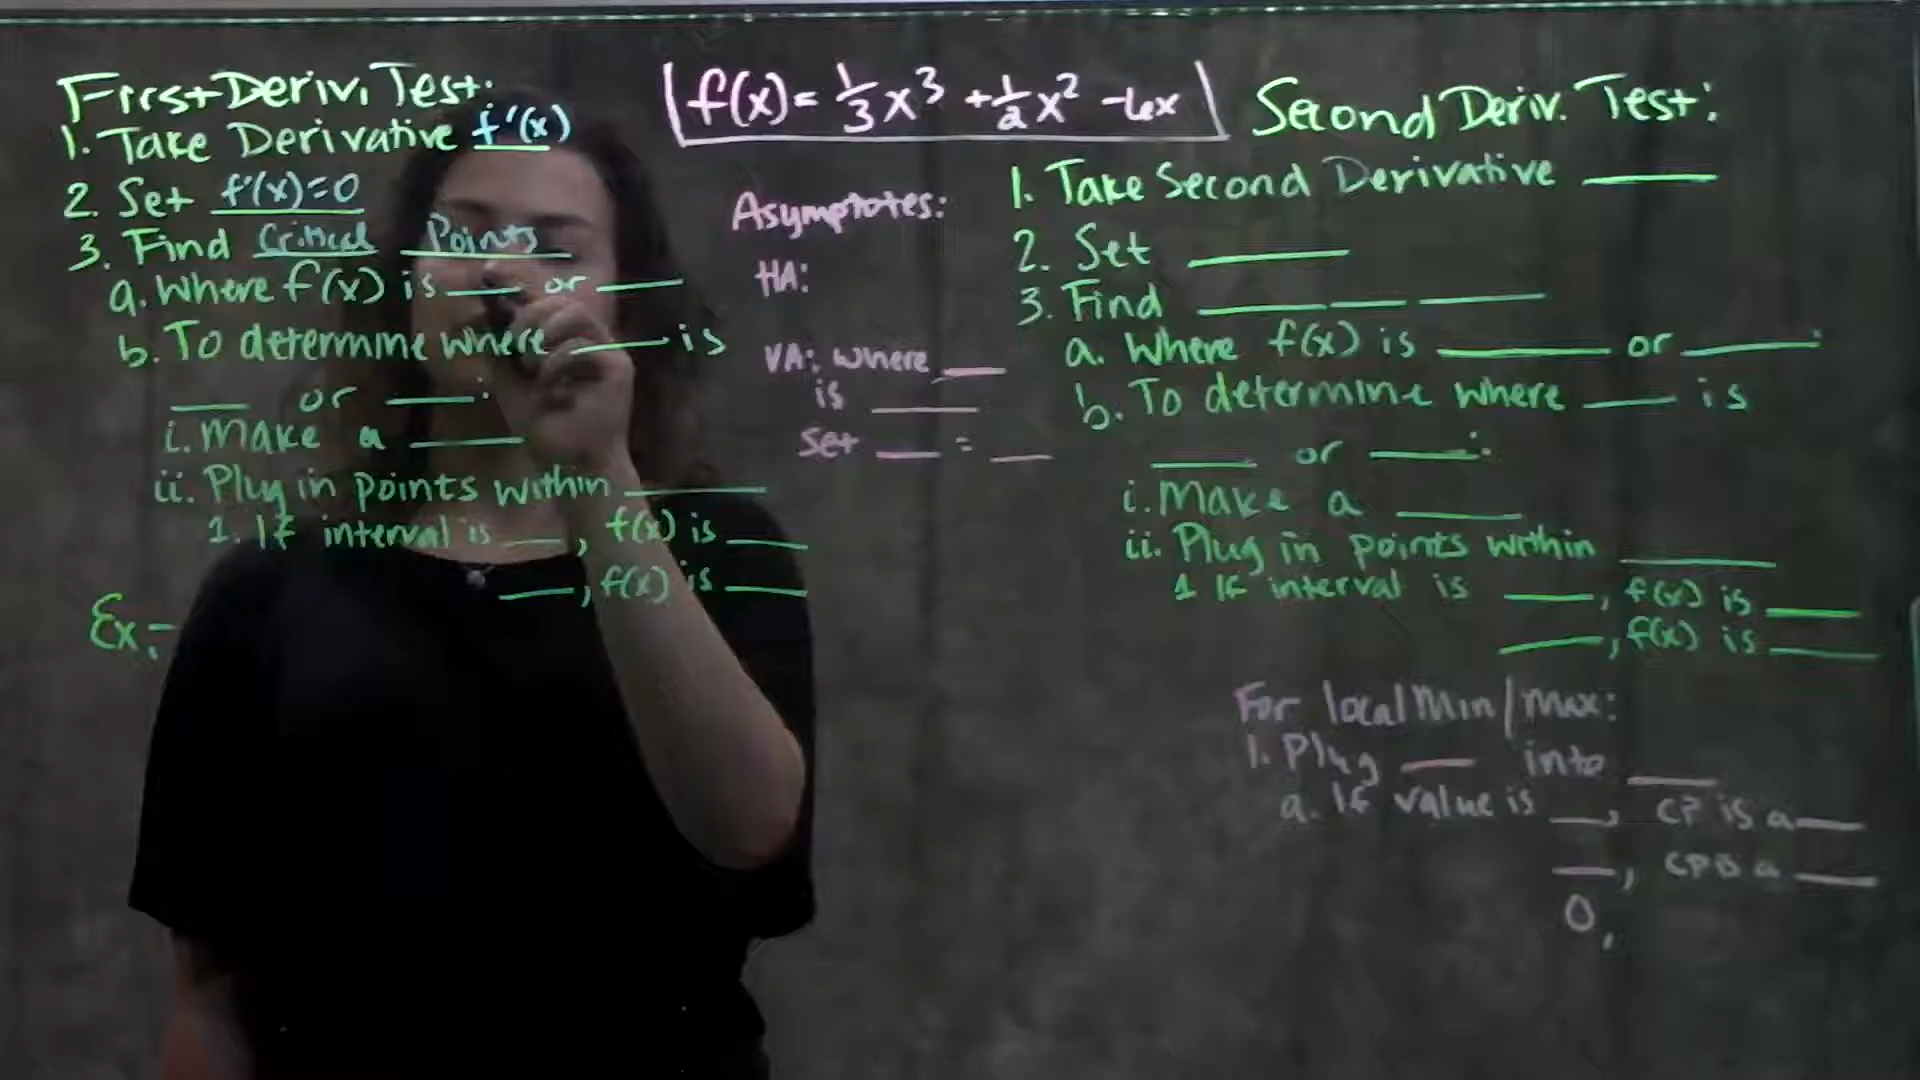 First Deriv. Test:
1. Take Derivative f'(x)
2. Set f'(x)=0
3. Find Critical Points
a. Where f(x) is ___ or ___
b. To determine where ___ is
___ or ___:
i. Make a ___
ii. Plug in points within ___
1. If interval is ___, f(x) is ___
___, f(x) is ___
Ex:
f(x)= 1/3 x³ + 1/2 x² - 6x
Asymptotes:
HA:
VA: where ___
is ___
Set ___ = ___
Second Deriv. Test:
1. Take Second Derivative ___
2. Set ___
3. Find ___ ___ ___
a. Where f(x) is ___ or ___:
b. To determine where ___ is
___ or ___:
i. Make a ___
ii. Plug in points within ___
1 If interval is ___, f(x) is ___
___, f(x) is ___
For local Min/Max:
1. Plug ___ into ___
a. If value is ___, CP is a ___
___, CP is a ___
0,